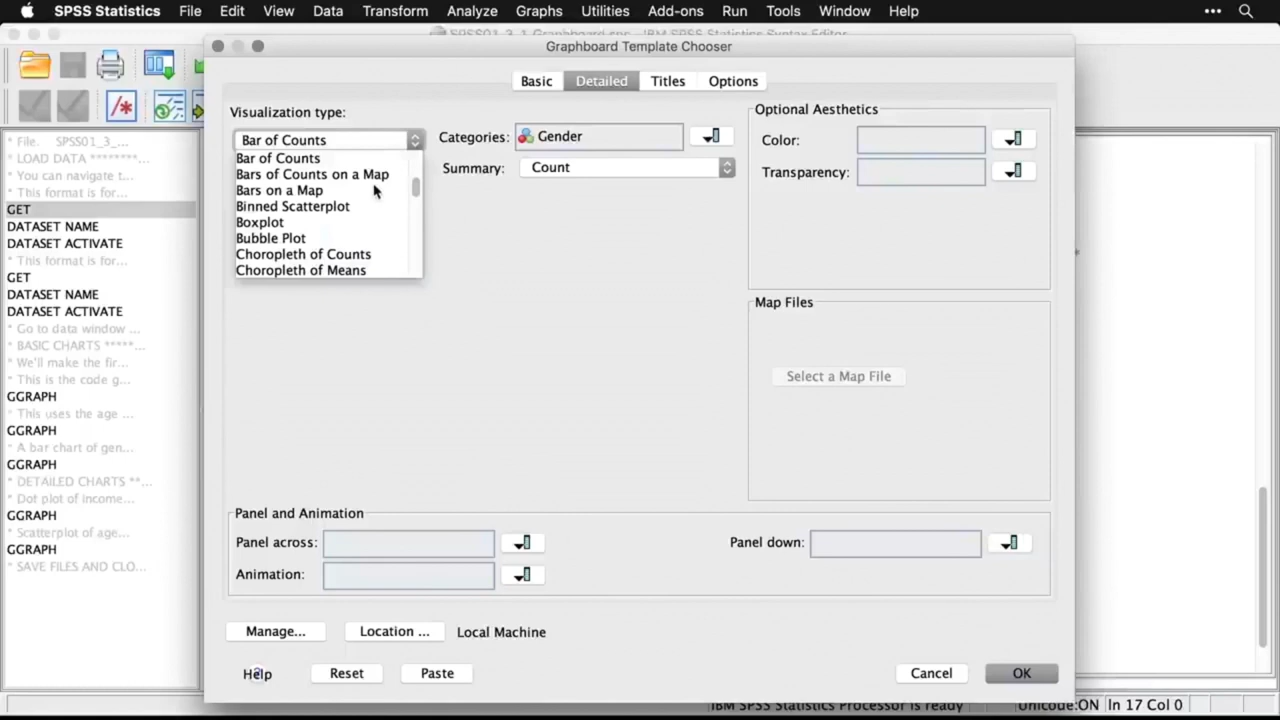 SPSS Statistics File Edit View Data Transform Analyze Graphs Utilities Add-ons Run Tools Window Help
Graphboard Template Chooser
Basic Detailed Titles Options
Visualization type:
Bar of Counts
Bar of Counts
Bars of Counts on a Map
Bars on a Map
Binned Scatterplot
Boxplot
Bubble Plot
Choropleth of Counts
Choropleth of Means
Categories: Gender
Summary: Count
Optional Aesthetics
Color:
Transparency:
Map Files
Select a Map File
Panel and Animation
Panel across:
Panel down:
Animation:
Manage... Location ... Local Machine
Help Reset Paste Cancel OK
* File. SPSS01_3_...
* LOAD DATA ********...
* You can navigate t...
* This format is for...
GET
DATASET NAME
DATASET ACTIVATE
* This format is for...
GET
DATASET NAME
DATASET ACTIVATE
* Go to data window ...
* BASIC CHARTS *****...
* We'll make the fir...
* This is the code g...
GGRAPH
* This uses the age ...
GGRAPH
* A bar chart of gen...
GGRAPH
* DETAILED CHARTS **...
* Dot plot of Income...
GGRAPH
* Scatterplot of age...
GGRAPH
* SAVE FILES AND CLO...
IBM SPSS Statistics Processor is ready Unicode:ON In 17 Col 0